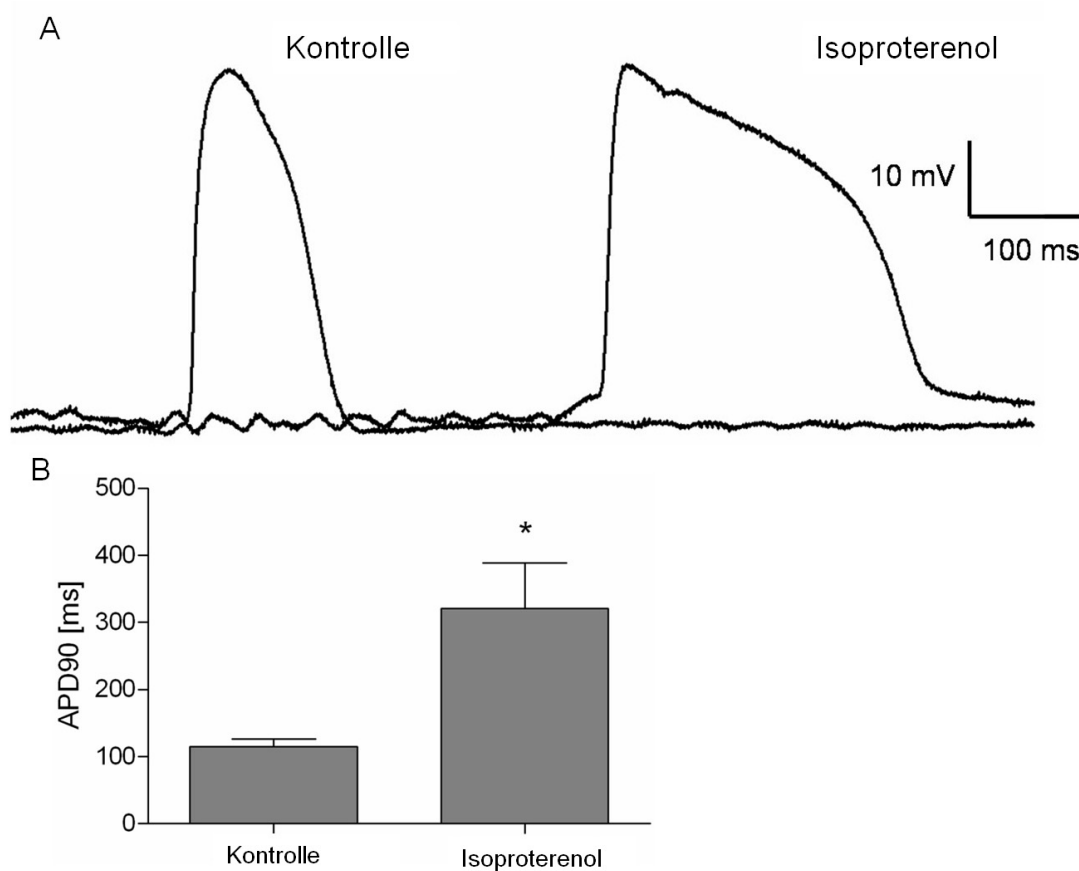 A
Kontrolle
Isoproterenol
10 mV
100 ms
B
APD90 [ms]
500
400
300
200
100
0
*
Kontrolle
Isoproterenol